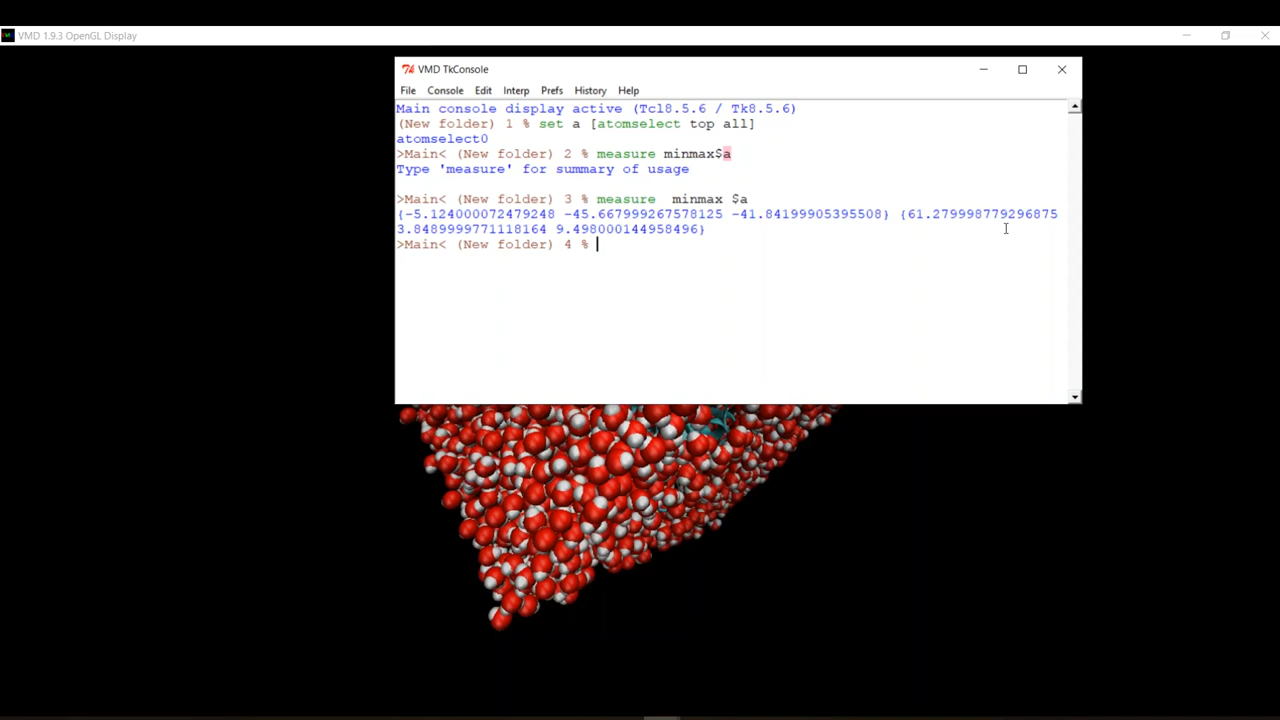 VMD 1.9.3 OpenGL Display
VMD TkConsole
File Console Edit Interp Prefs History Help
Main console display active (Tcl8.5.6 / Tk8.5.6)
(New folder) 1 % set a [atomselect top all]
atomselect0
>Main< (New folder) 2 % measure minmax$a
Type 'measure' for summary of usage
>Main< (New folder) 3 % measure  minmax $a
{-5.124000072479248 -45.667999267578125 -41.84199905395508} {61.279998779296875
3.8489999771118164 9.498000144958496}
>Main< (New folder) 4 %